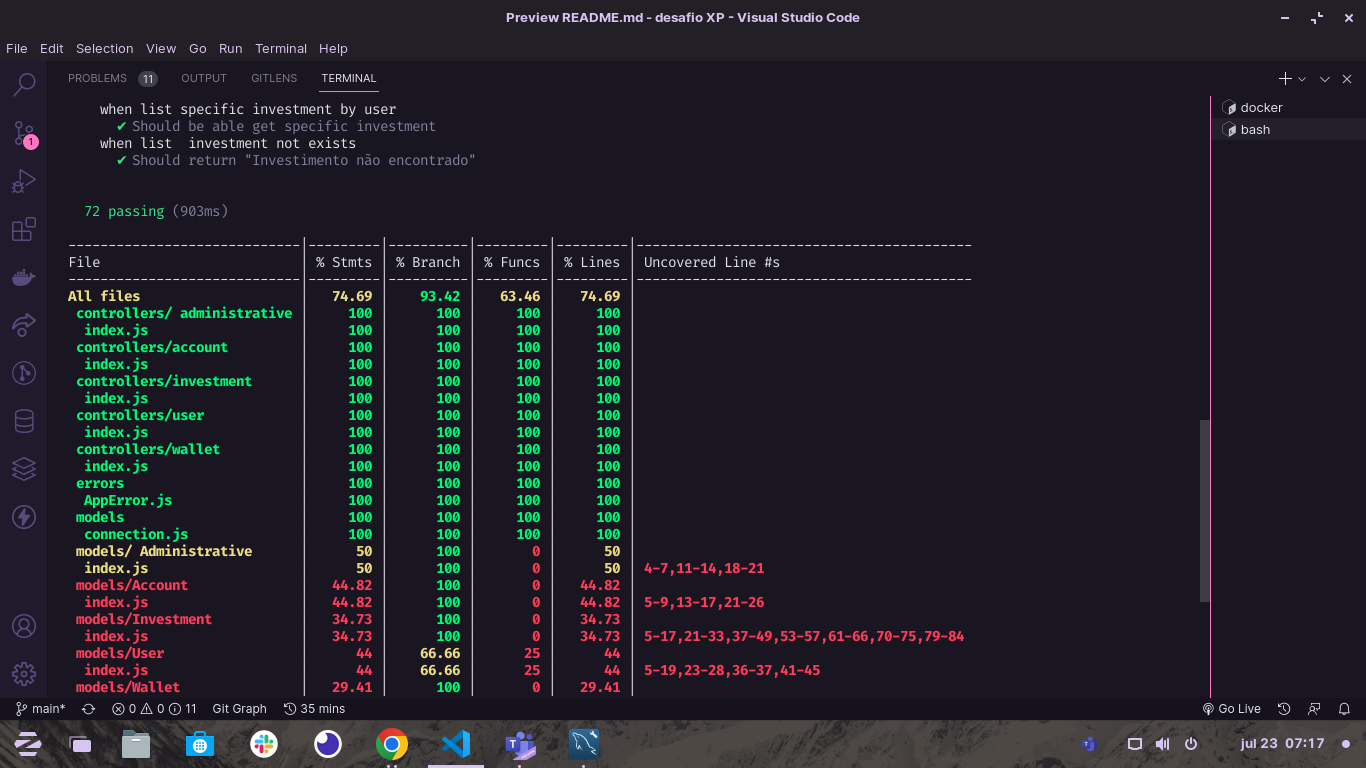 Preview README.md - desafio XP - Visual Studio Code
File Edit Selection View Go Run Terminal Help
PROBLEMS 11 OUTPUT GITLENS TERMINAL
docker
bash
1
when list specific investment by user
✔ Should be able get specific investment
when list  investment not exists
✔ Should return "Investimento não encontrado"
72 passing (903ms)
-----------------------------|---------|----------|---------|---------|------------------------------------------
File | % Stmts | % Branch | % Funcs | % Lines | Uncovered Line #s
-----------------------------|---------|----------|---------|---------|------------------------------------------
All files | 74.69 | 93.42 | 63.46 | 74.69 |
controllers/ administrative | 100 | 100 | 100 | 100 |
index.js | 100 | 100 | 100 | 100 |
controllers/account | 100 | 100 | 100 | 100 |
index.js | 100 | 100 | 100 | 100 |
controllers/investment | 100 | 100 | 100 | 100 |
index.js | 100 | 100 | 100 | 100 |
controllers/user | 100 | 100 | 100 | 100 |
index.js | 100 | 100 | 100 | 100 |
controllers/wallet | 100 | 100 | 100 | 100 |
index.js | 100 | 100 | 100 | 100 |
errors | 100 | 100 | 100 | 100 |
AppError.js | 100 | 100 | 100 | 100 |
models | 100 | 100 | 100 | 100 |
connection.js | 100 | 100 | 100 | 100 |
models/ Administrative | 50 | 100 | 0 | 50 |
index.js | 50 | 100 | 0 | 50 | 4-7,11-14,18-21
models/Account | 44.82 | 100 | 0 | 44.82 |
index.js | 44.82 | 100 | 0 | 44.82 | 5-9,13-17,21-26
models/Investment | 34.73 | 100 | 0 | 34.73 |
index.js | 34.73 | 100 | 0 | 34.73 | 5-17,21-33,37-49,53-57,61-66,70-75,79-84
models/User | 44 | 66.66 | 25 | 44 |
index.js | 44 | 66.66 | 25 | 44 | 5-19,23-28,36-37,41-45
models/Wallet | 29.41 | 100 | 0 | 29.41 |
main* 0 0 11 Git Graph 35 mins Go Live
jul 23 07:17